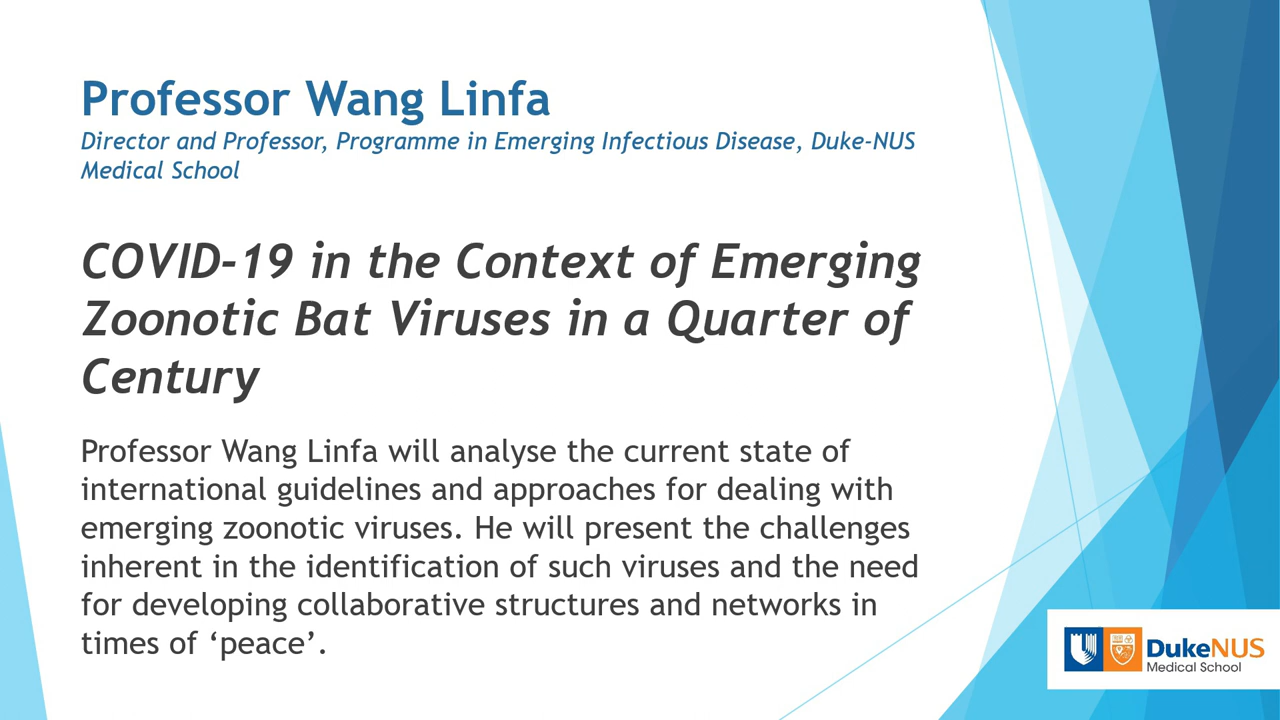 Professor Wang Linfa
Director and Professor, Programme in Emerging Infectious Disease, Duke-NUS
Medical School
COVID-19 in the Context of Emerging
Zoonotic Bat Viruses in a Quarter of
Century
Professor Wang Linfa will analyse the current state of
international guidelines and approaches for dealing with
emerging zoonotic viruses. He will present the challenges
inherent in the identification of such viruses and the need
for developing collaborative structures and networks in
times of ‘peace’.
DukeNUS
Medical School